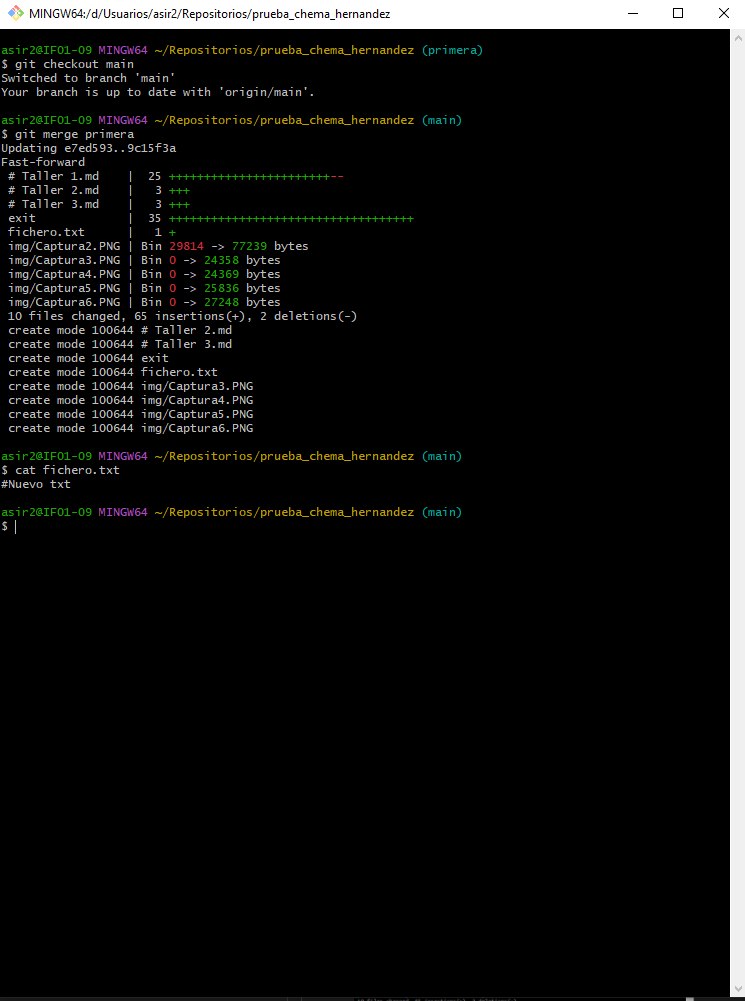 MINGW64:/d/Usuarios/asir2/Repositorios/prueba_chema_hernandez
asir2@IF01-09 MINGW64 ~/Repositorios/prueba_chema_hernandez (primera)
$ git checkout main
Switched to branch 'main'
Your branch is up to date with 'origin/main'.
asir2@IF01-09 MINGW64 ~/Repositorios/prueba_chema_hernandez (main)
$ git merge primera
Updating e7ed593..9c15f3a
Fast-forward
# Taller 1.md | 25 +++++++++++++++++++++++--
# Taller 2.md | 3 +++
# Taller 3.md | 3 +++
exit | 35 +++++++++++++++++++++++++++++++++++
fichero.txt | 1 +
img/Captura2.PNG | Bin 29814 -> 77239 bytes
img/Captura3.PNG | Bin 0 -> 24358 bytes
img/Captura4.PNG | Bin 0 -> 24369 bytes
img/Captura5.PNG | Bin 0 -> 25836 bytes
img/Captura6.PNG | Bin 0 -> 27248 bytes
10 files changed, 65 insertions(+), 2 deletions(-)
create mode 100644 # Taller 2.md
create mode 100644 # Taller 3.md
create mode 100644 exit
create mode 100644 fichero.txt
create mode 100644 img/Captura3.PNG
create mode 100644 img/Captura4.PNG
create mode 100644 img/Captura5.PNG
create mode 100644 img/Captura6.PNG
asir2@IF01-09 MINGW64 ~/Repositorios/prueba_chema_hernandez (main)
$ cat fichero.txt
#Nuevo txt
asir2@IF01-09 MINGW64 ~/Repositorios/prueba_chema_hernandez (main)
$